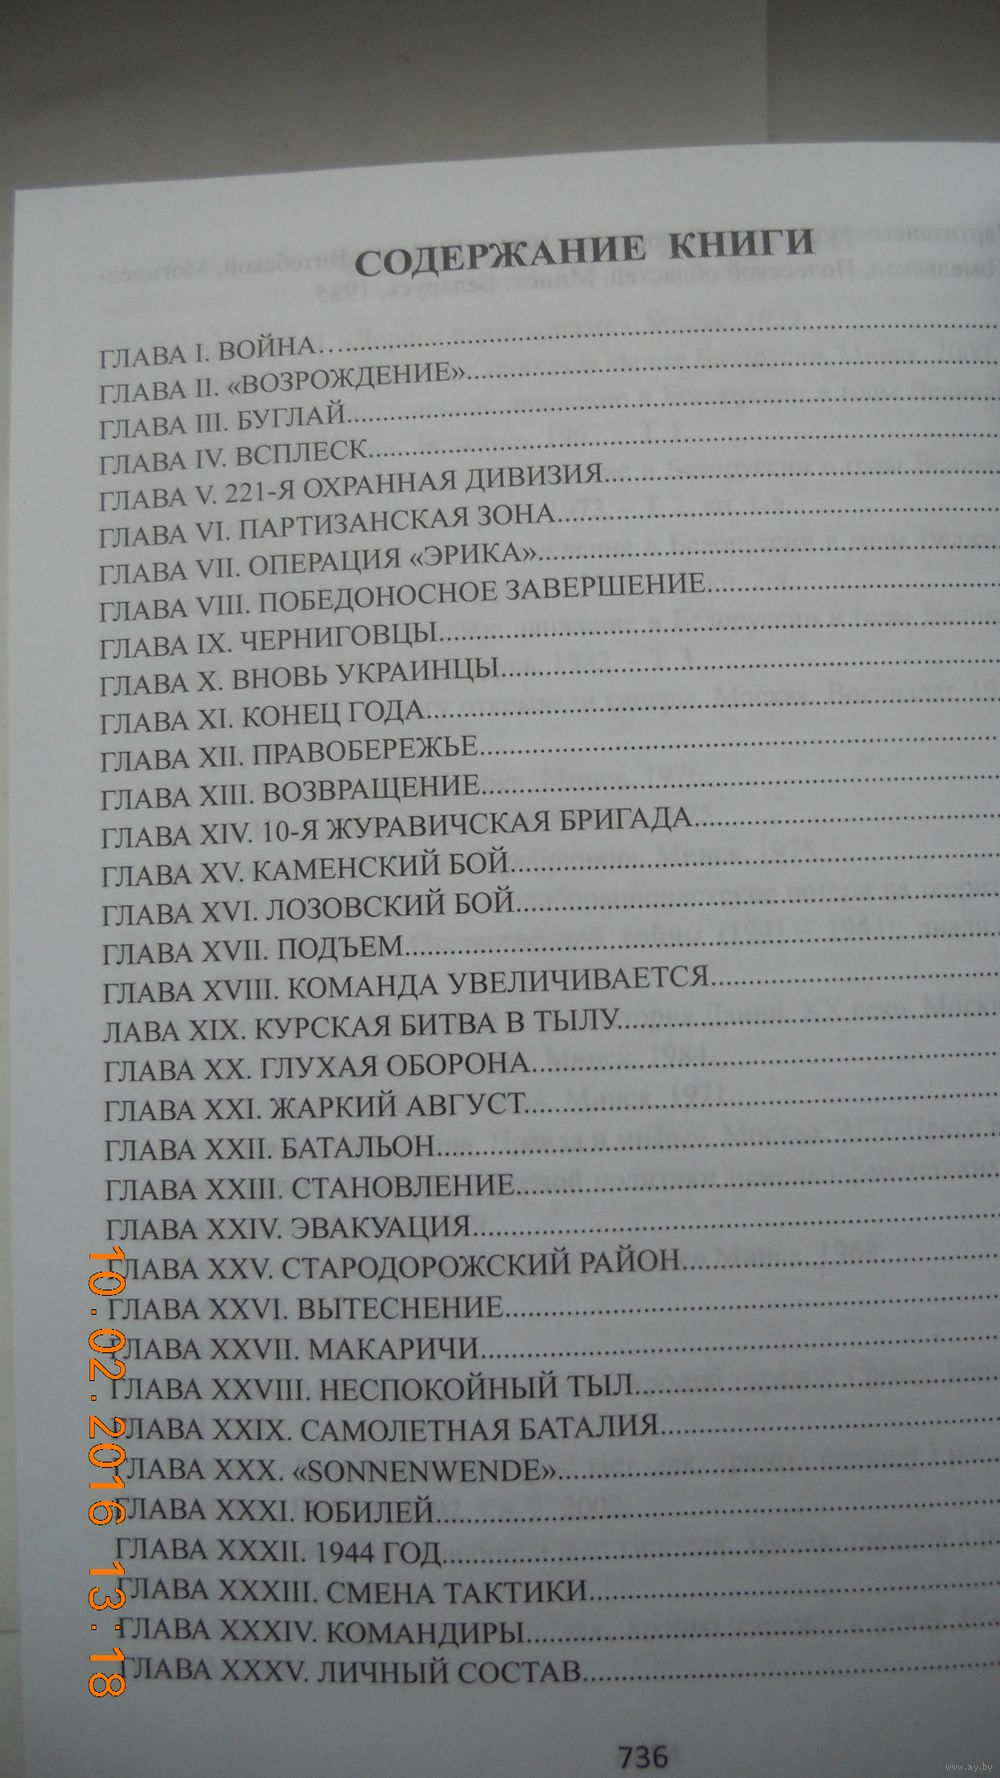 СОДЕРЖАНИЕ КНИГИ
ГЛАВА I. ВОЙНА
ГЛАВА II. «ВОЗРОЖДЕНИЕ»
ГЛАВА III. БУГЛАЙ
ГЛАВА IV. ВСПЛЕСК
ГЛАВА V. 221-Я ОХРАННАЯ ДИВИЗИЯ
ГЛАВА VI. ПАРТИЗАНСКАЯ ЗОНА
ГЛАВА VII. ОПЕРАЦИЯ «ЭРИКА»
ГЛАВА VIII. ПОБЕДОНОСНОЕ ЗАВЕРШЕНИЕ
ГЛАВА IX. ЧЕРНИГОВЦЫ
ГЛАВА X. ВНОВЬ УКРАИНЦЫ
ГЛАВА XI. КОНЕЦ ГОДА
ГЛАВА XII. ПРАВОБЕРЕЖЬЕ
ГЛАВА XIII. ВОЗВРАЩЕНИЕ
ГЛАВА XIV. 10-Я ЖУРАВИЧСКАЯ БРИГАДА
ГЛАВА XV. КАМЕНСКИЙ БОЙ
ГЛАВА XVI. ЛОЗОВСКИЙ БОЙ
ГЛАВА XVII. ПОДЪЕМ
ГЛАВА XVIII. КОМАНДА УВЕЛИЧИВАЕТСЯ
ЛАВА XIX. КУРСКАЯ БИТВА В ТЫЛУ
ГЛАВА XX. ГЛУХАЯ ОБОРОНА
ГЛАВА XXI. ЖАРКИЙ АВГУСТ
ГЛАВА XXII. БАТАЛЬОН
ГЛАВА XXIII. СТАНОВЛЕНИЕ
ГЛАВА XXIV. ЭВАКУАЦИЯ
ГЛАВА XXV. СТАРОДОРОЖСКИЙ РАЙОН
ГЛАВА XXVI. ВЫТЕСНЕНИЕ
ГЛАВА XXVII. МАКАРИЧИ
ГЛАВА XXVIII. НЕСПОКОЙНЫЙ ТЫЛ
ГЛАВА XXIX. САМОЛЕТНАЯ БАТАЛИЯ
ГЛАВА XXX. «SONNENWENDE»
ГЛАВА XXXI. ЮБИЛЕЙ
ГЛАВА XXXII. 1944 ГОД
ГЛАВА XXXIII. СМЕНА ТАКТИКИ
ГЛАВА XXXIV. КОМАНДИРЫ
ГЛАВА XXXV. ЛИЧНЫЙ СОСТАВ
736
10.02.2016 13:18
www.ay.by